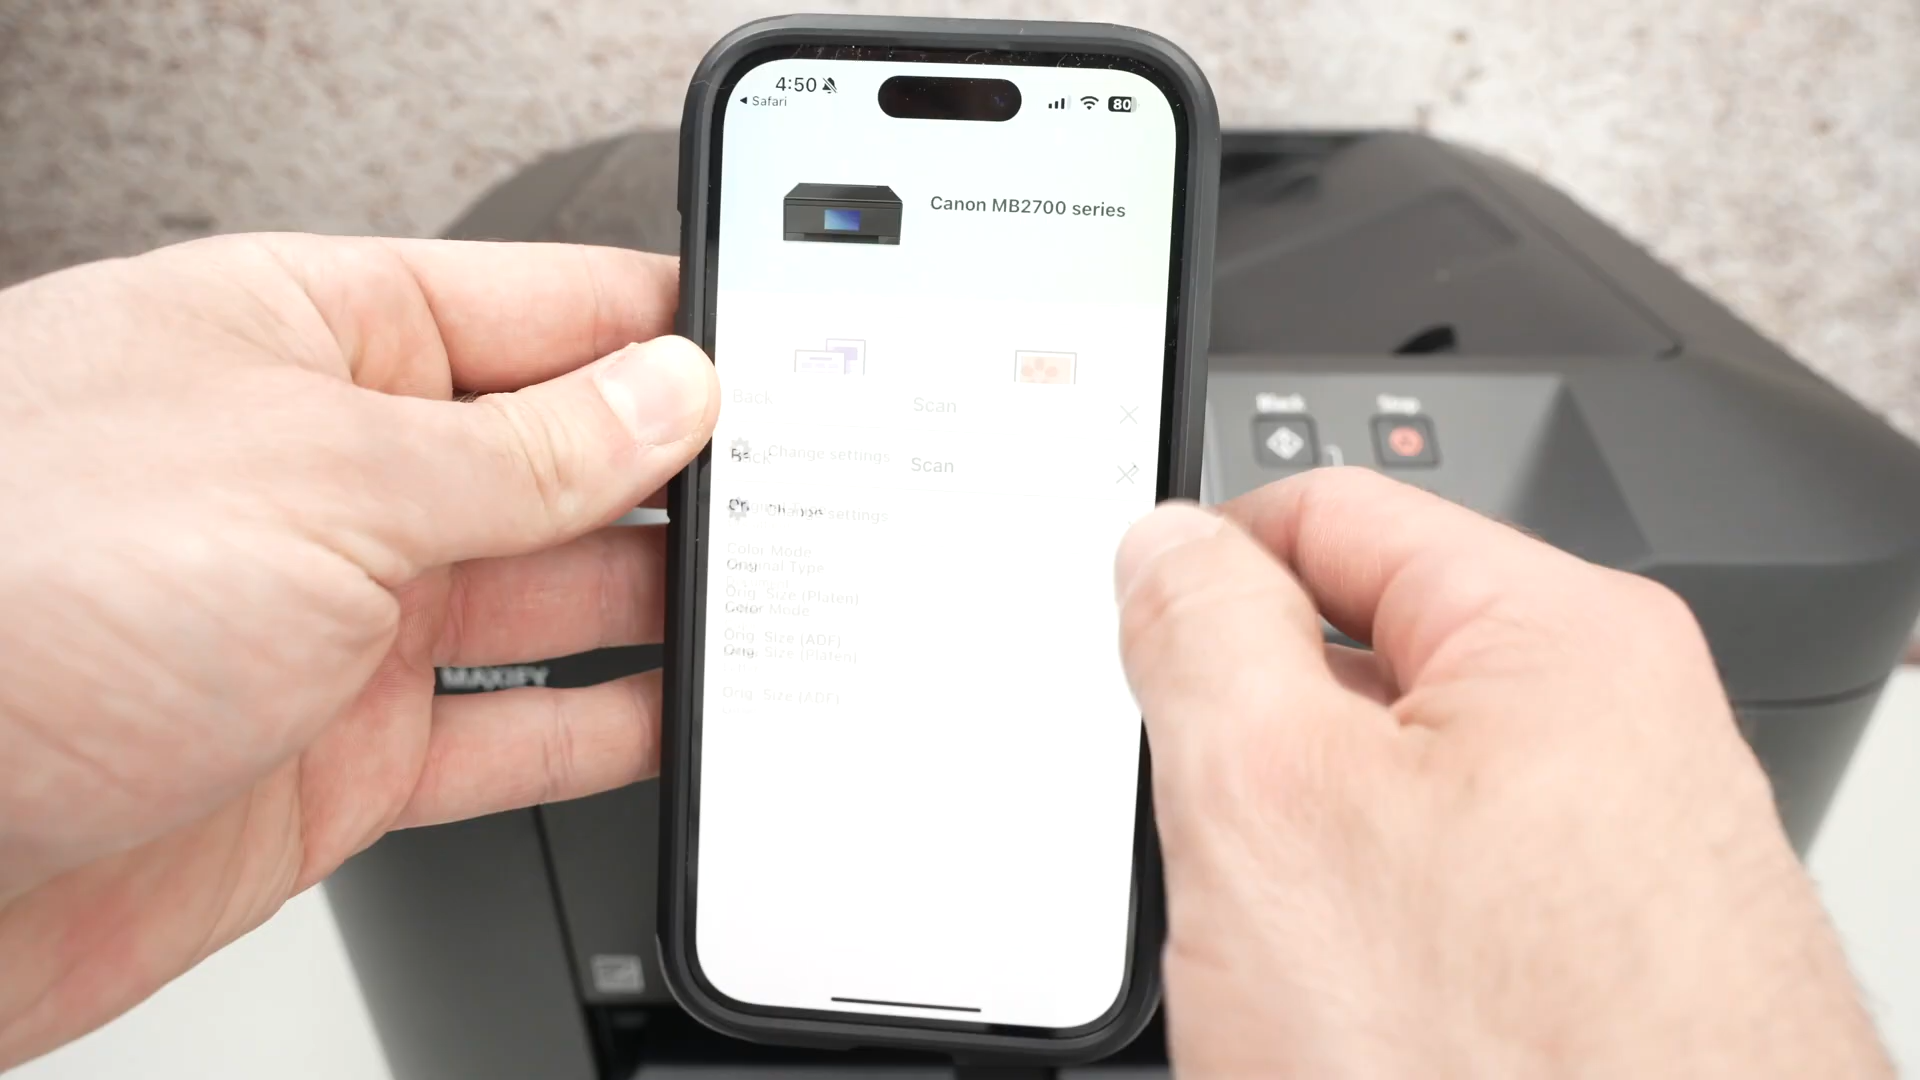 4:50
◀ Safari
80
Canon MB2700 series
Back Scan
Change settings
Back Scan
Change settings
Color Mode
Original Type
Orig. Size (Platen)
Color Mode
Orig. Size (ADF)
Orig. Size (Platen)
Orig. Size (ADF)
Black Stop
MAXIFY